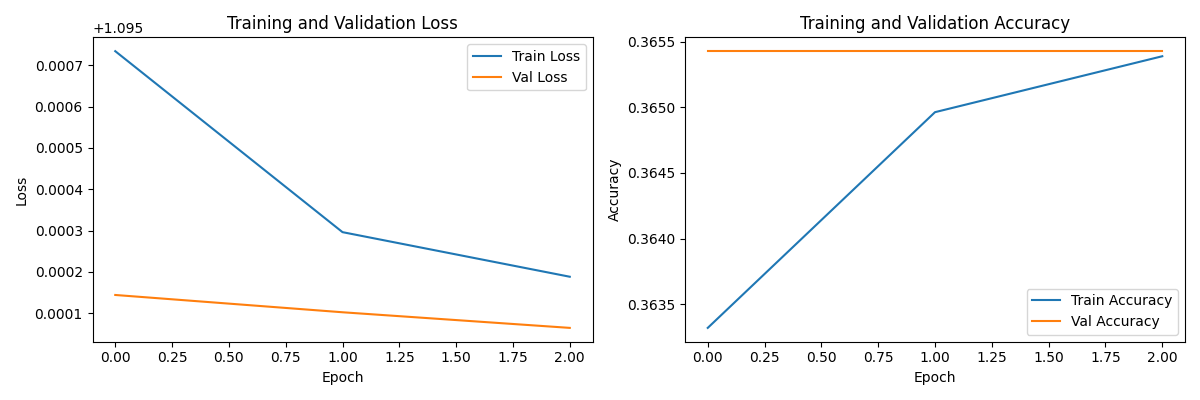 Training and Validation Loss
+1.095
0.0007
0.0006
0.0005
0.0004
0.0003
0.0002
0.0001
Loss
Train Loss
Val Loss
0.00 0.25 0.50 0.75 1.00 1.25 1.50 1.75 2.00
Epoch
Training and Validation Accuracy
0.3655
0.3650
0.3645
0.3640
0.3635
Accuracy
Train Accuracy
Val Accuracy
0.00 0.25 0.50 0.75 1.00 1.25 1.50 1.75 2.00
Epoch